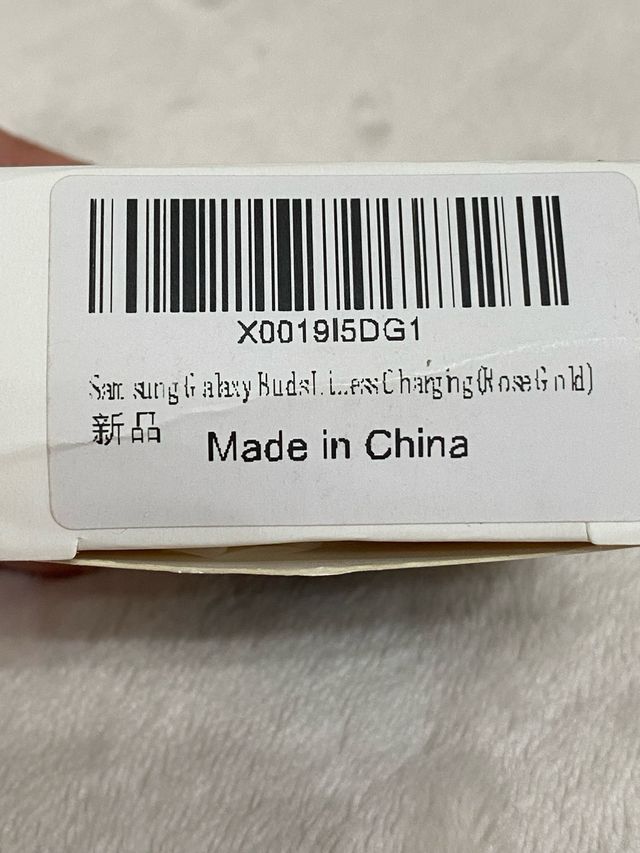 X0019I5DG1
Samsung Galaxy Buds Charging (Rose Gold)
新品
Made in China